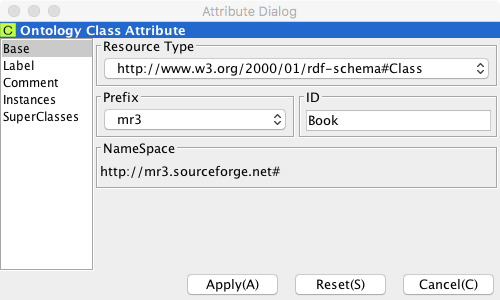 Attribute Dialog
C Ontology Class Attribute
Base
Label
Comment
Instances
SuperClasses
Resource Type
http://www.w3.org/2000/01/rdf-schema#Class
Prefix
mr3
ID
Book
NameSpace
http://mr3.sourceforge.net#
Apply(A) Reset(S) Cancel(C)